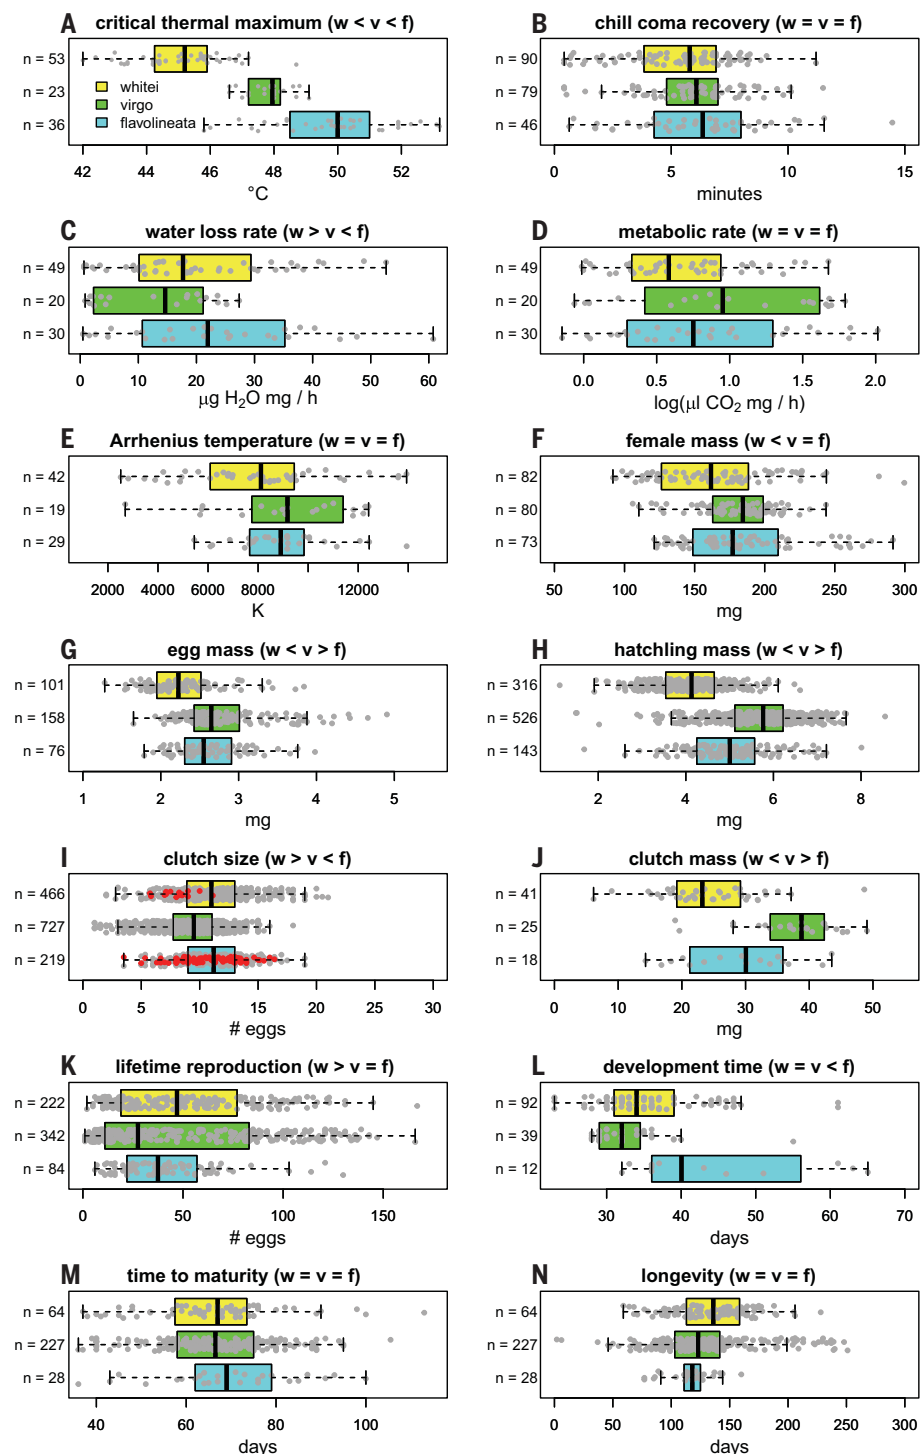 A critical thermal maximum (w < v < f)
n = 53
n = 23
n = 36
whitei
virgo
flavolineata
42 44 46 48 50 52
°C
B chill coma recovery (w = v = f)
n = 90
n = 79
n = 46
0 5 10 15
minutes
C water loss rate (w > v < f)
n = 49
n = 20
n = 30
0 10 20 30 40 50 60
µg H₂O mg / h
D metabolic rate (w = v = f)
n = 49
n = 20
n = 30
0.0 0.5 1.0 1.5 2.0
log(µl CO₂ mg / h)
E Arrhenius temperature (w = v = f)
n = 42
n = 19
n = 29
2000 4000 6000 8000 12000
K
F female mass (w < v = f)
n = 82
n = 80
n = 73
50 100 150 200 250 300
mg
G egg mass (w < v > f)
n = 101
n = 158
n = 76
1 2 3 4 5
mg
H hatchling mass (w < v > f)
n = 316
n = 526
n = 143
2 4 6 8
mg
I clutch size (w > v < f)
n = 466
n = 727
n = 219
0 5 10 15 20 25 30
# eggs
J clutch mass (w < v > f)
n = 41
n = 25
n = 18
0 10 20 30 40 50
mg
K lifetime reproduction (w > v = f)
n = 222
n = 342
n = 84
0 50 100 150
# eggs
L development time (w = v < f)
n = 92
n = 39
n = 12
30 40 50 60 70
days
M time to maturity (w = v = f)
n = 64
n = 227
n = 28
40 60 80 100
days
N longevity (w = v = f)
n = 64
n = 227
n = 28
0 50 100 150 200 250 300
days